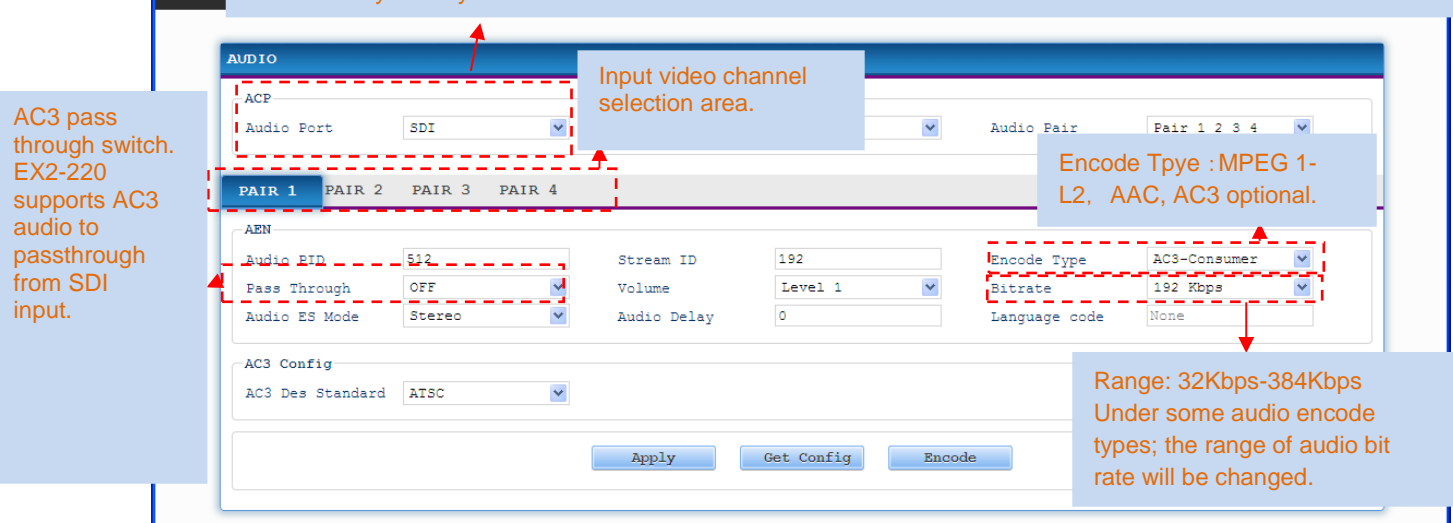 AUDIO
Input video channel
selection area.
ACP
Audio Port SDI Audio Pair Pair 1 2 3 4
AC3 pass
through switch.
EX2-220
supports AC3
audio to
passthrough
from SDI
input.
Encode Tpye：MPEG 1-
L2， AAC, AC3 optional.
PAIR 1 PAIR 2 PAIR 3 PAIR 4
AEN
Audio PID 512 Stream ID 192 Encode Type AC3-Consumer
Pass Through OFF Volume Level 1 Bitrate 192 Kbps
Audio ES Mode Stereo Audio Delay 0 Language code None
AC3 Config
AC3 Des Standard ATSC
Range: 32Kbps-384Kbps
Under some audio encode
types; the range of audio bit
rate will be changed.
Apply Get Config Encode